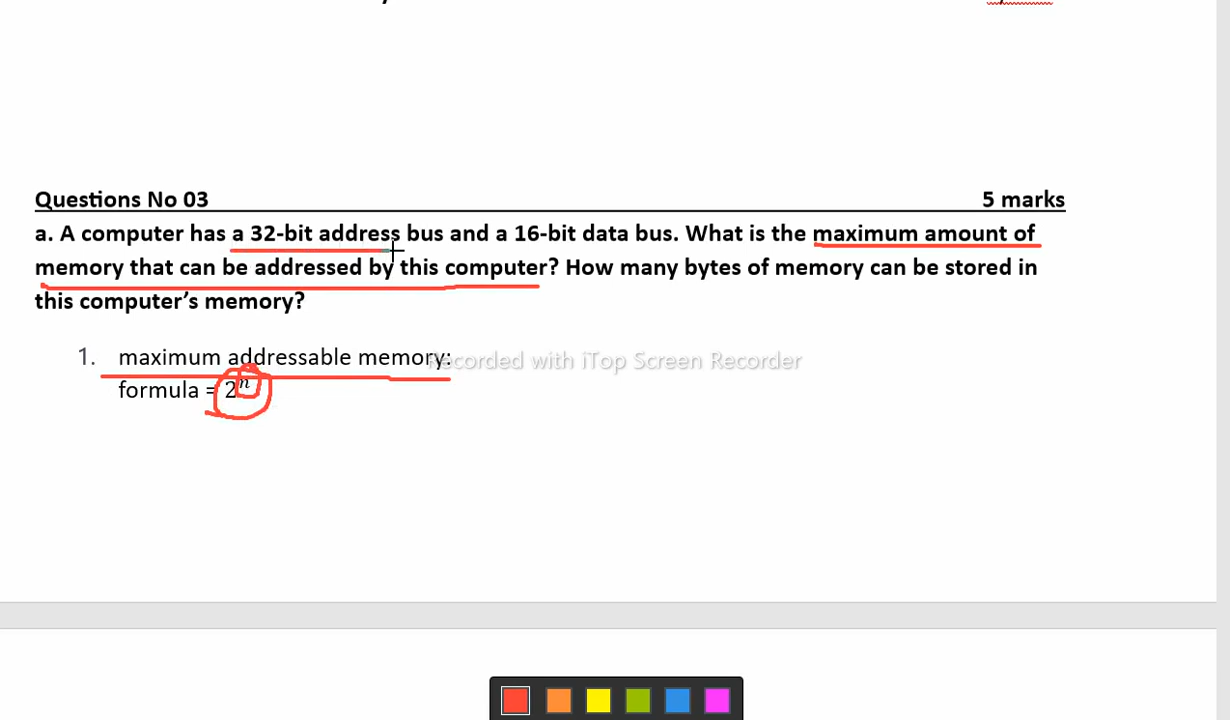 Questions No 03 5 marks
a. A computer has a 32-bit address bus and a 16-bit data bus. What is the maximum amount of
memory that can be addressed by this computer? How many bytes of memory can be stored in
this computer’s memory?
1. maximum addressable memory:
Recorded with iTop Screen Recorder
formula = 2ⁿ